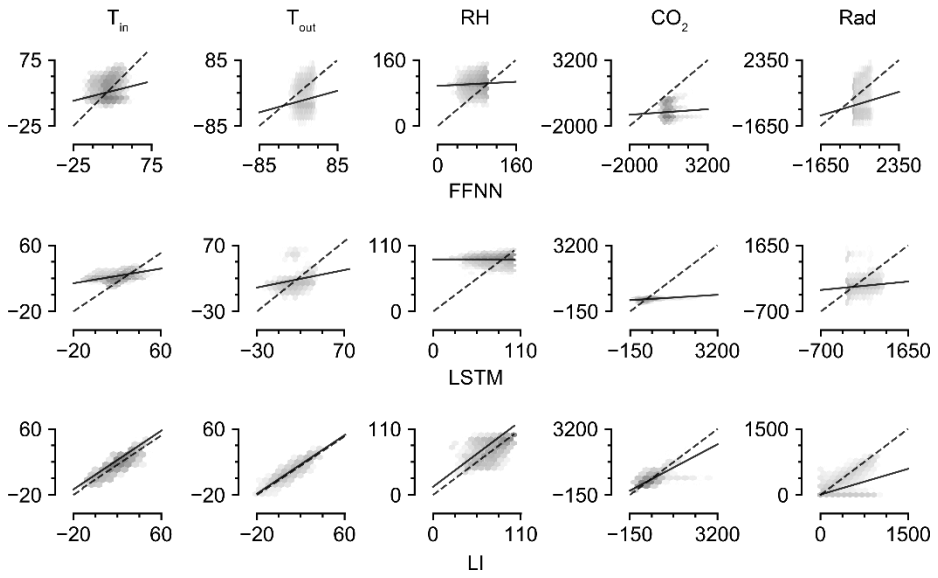 T_in T_out RH CO₂ Rad
75 85 160 3200 2350
−25 −85 0 −2000 −1650
−25 75 −85 85 0 160 −2000 3200 −1650 2350
FFNN
60 70 110 3200 1650
−20 −30 0 −150 −700
−20 60 −30 70 0 110 −150 3200 −700 1650
LSTM
60 60 110 3200 1500
−20 −20 0 −150 0
−20 60 −20 60 0 110 −150 3200 0 1500
LI